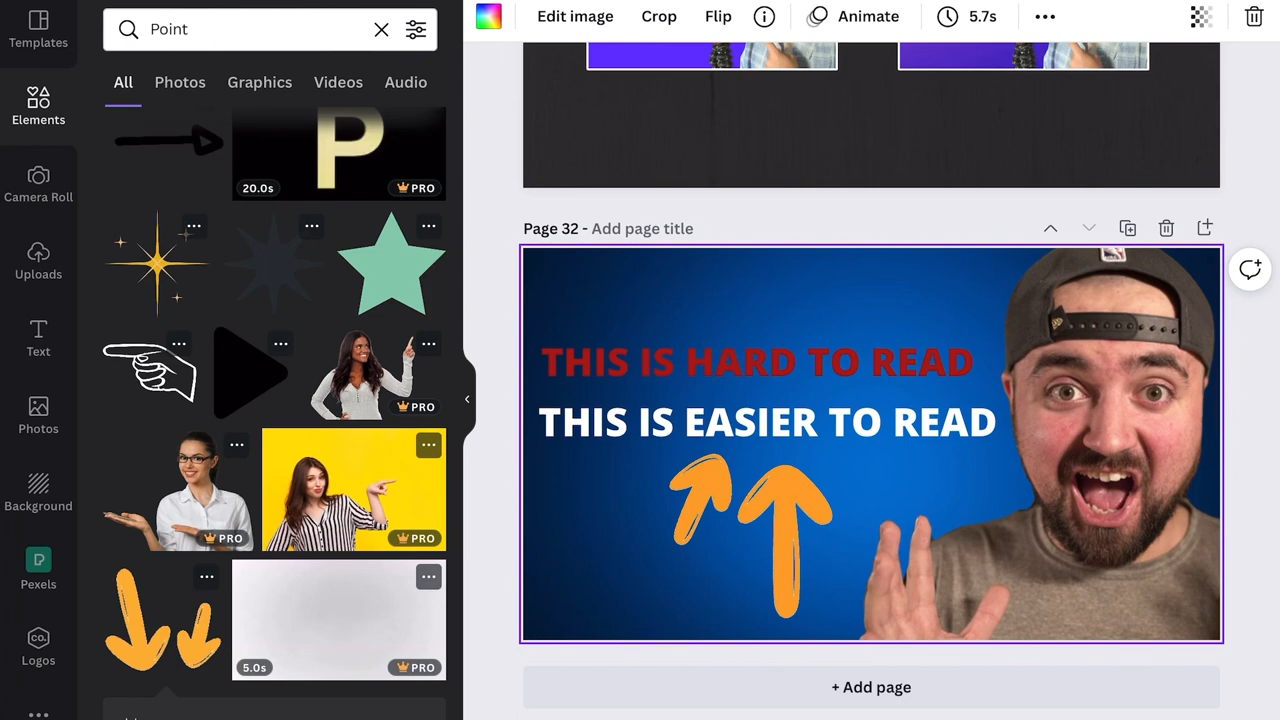 Templates
Elements
Camera Roll
Uploads
Text
Photos
Background
Pexels
CO.
Logos
Point
All Photos Graphics Videos Audio
P
20.0s PRO
PRO
PRO
PRO
5.0s PRO
Edit image Crop Flip Animate 5.7s
Page 32 - Add page title
THIS IS HARD TO READ
THIS IS EASIER TO READ
+ Add page